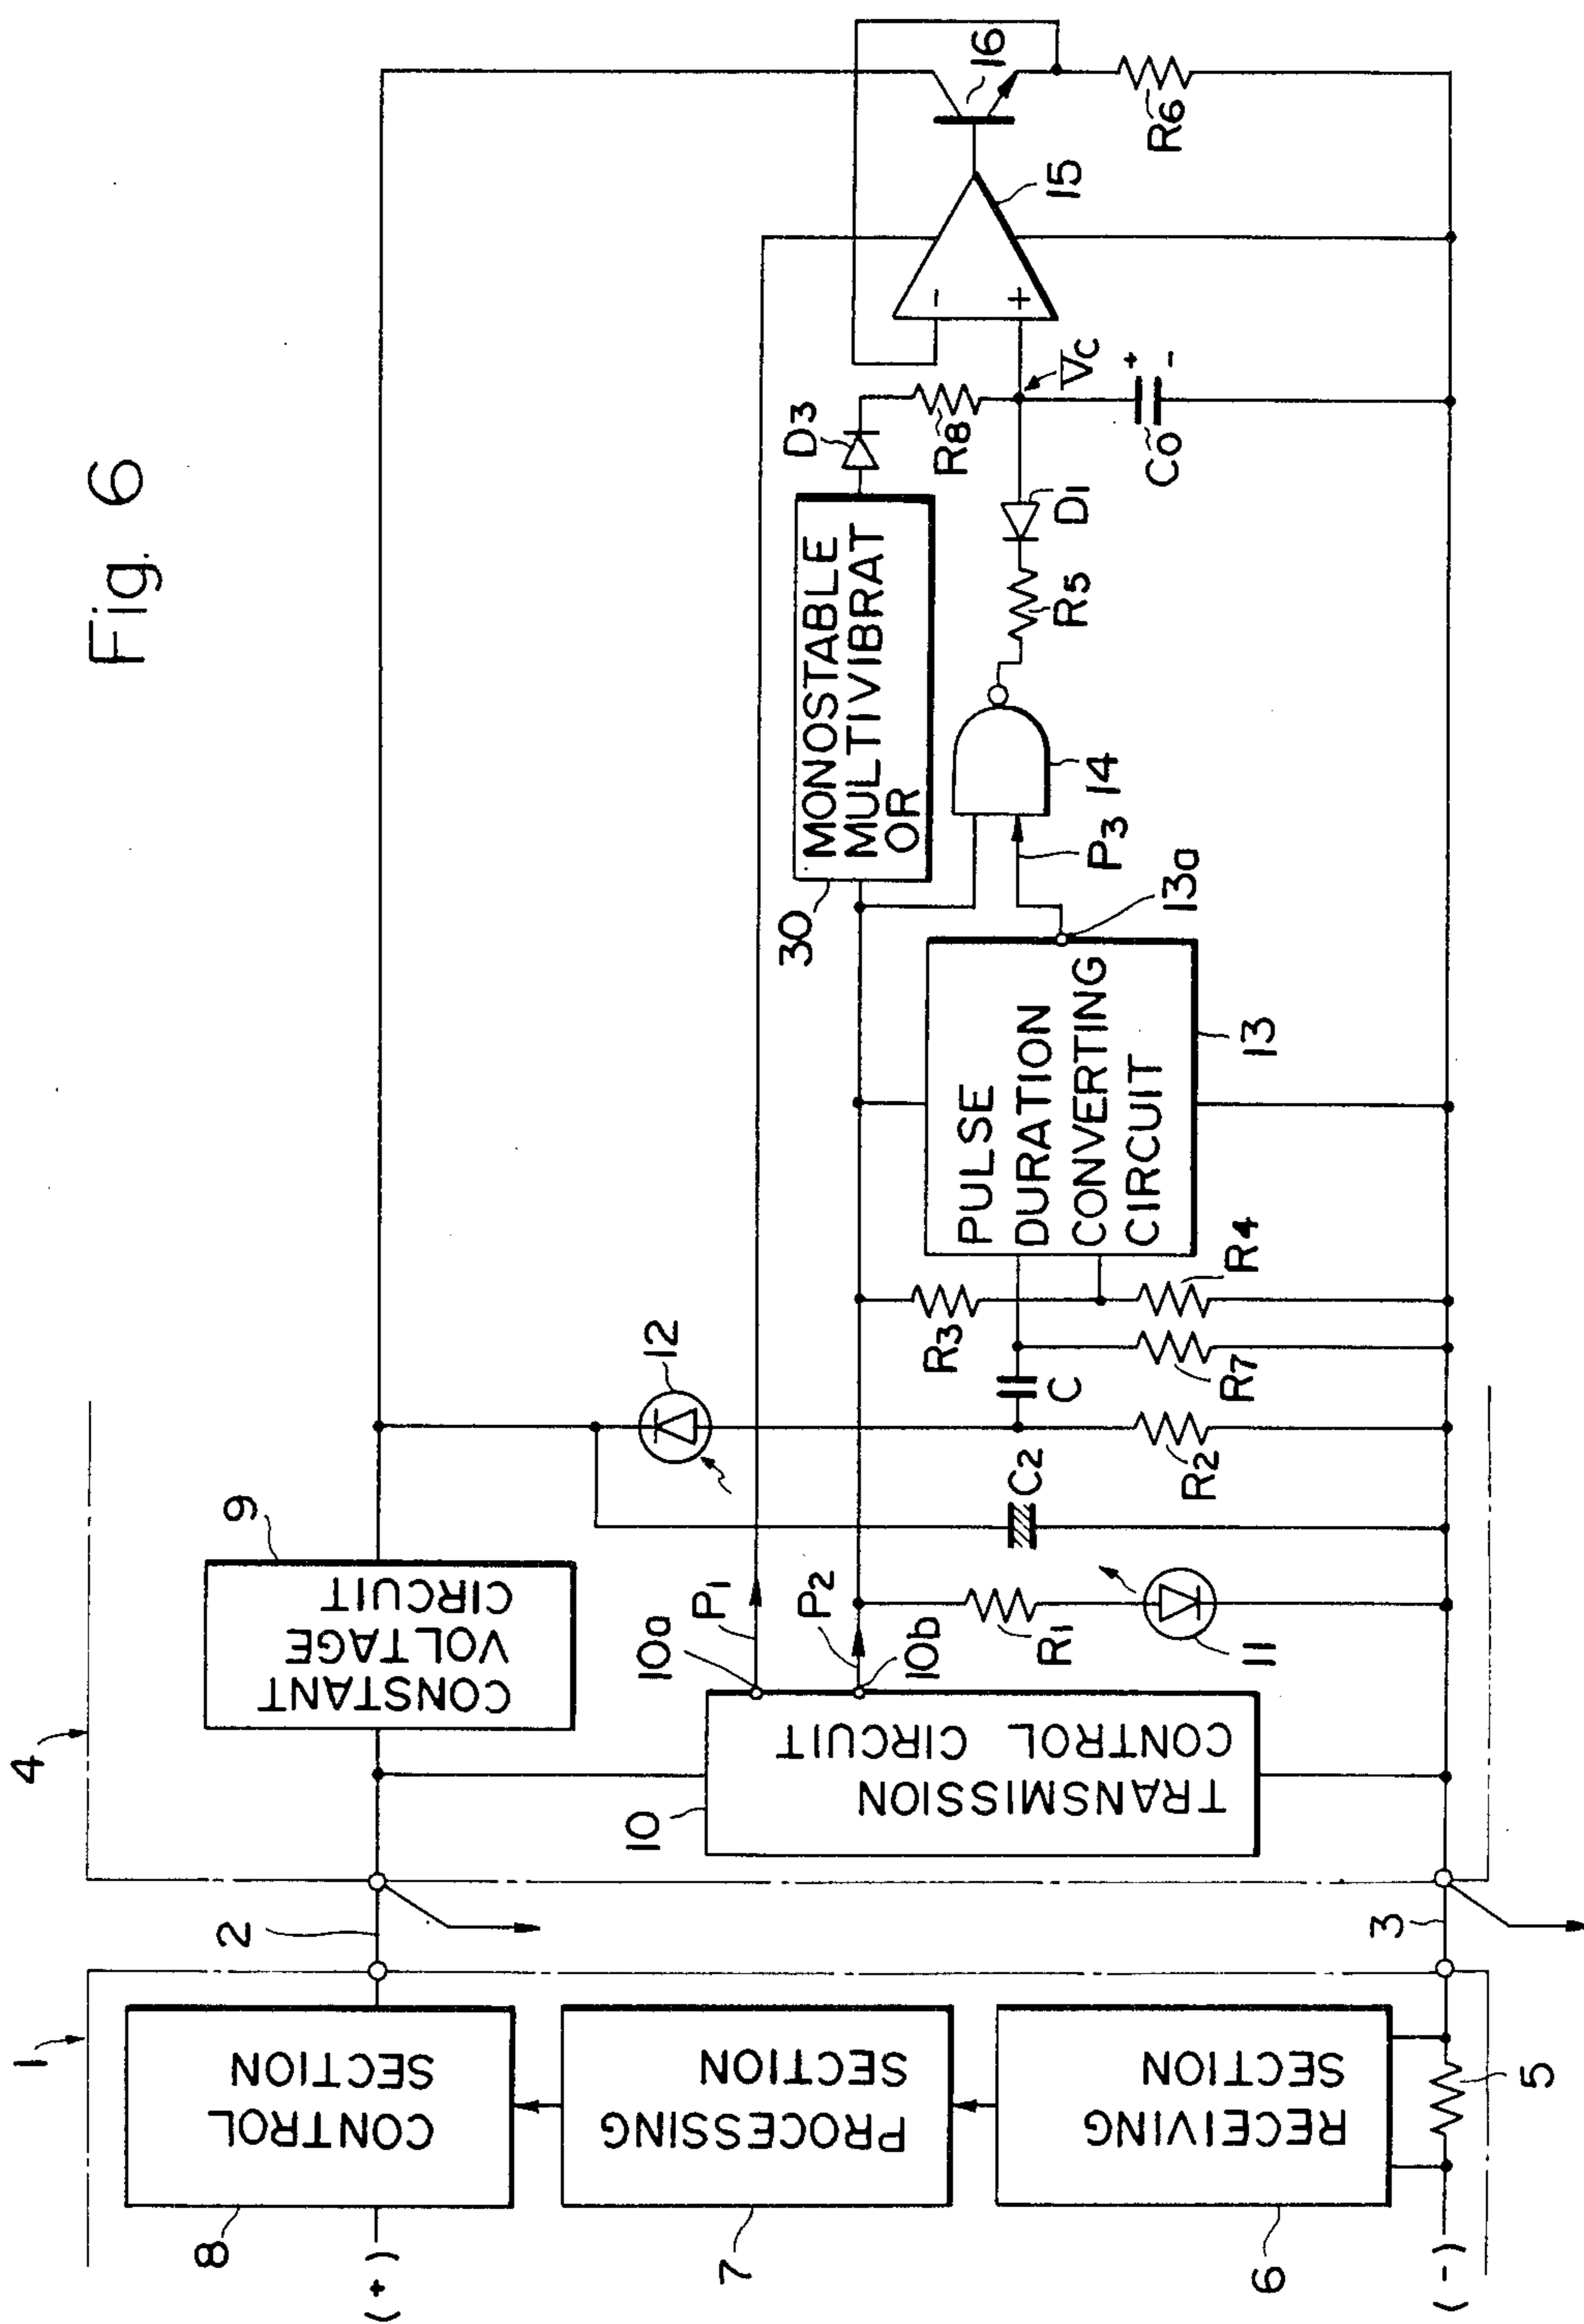 Fig. 6
1
8
CONTROL
SECTION
7
PROCESSING
SECTION
6
RECEIVING
SECTION
5
(+)
(-)
2
3
4
9
CONSTANT
VOLTAGE
CIRCUIT
10
TRANSMISSION
CONTROL CIRCUIT
10a
P1
10b
P2
R1
11
C2
12
R2
C
R7
R3
R4
PULSE
DURATION
CONVERTING
CIRCUIT
13
13a
P3
14
30
MONOSTABLE
MULTIVIBRAT
OR
D3
R8
R5
D1
VC
+
-
C0
-
+
15
16
R6